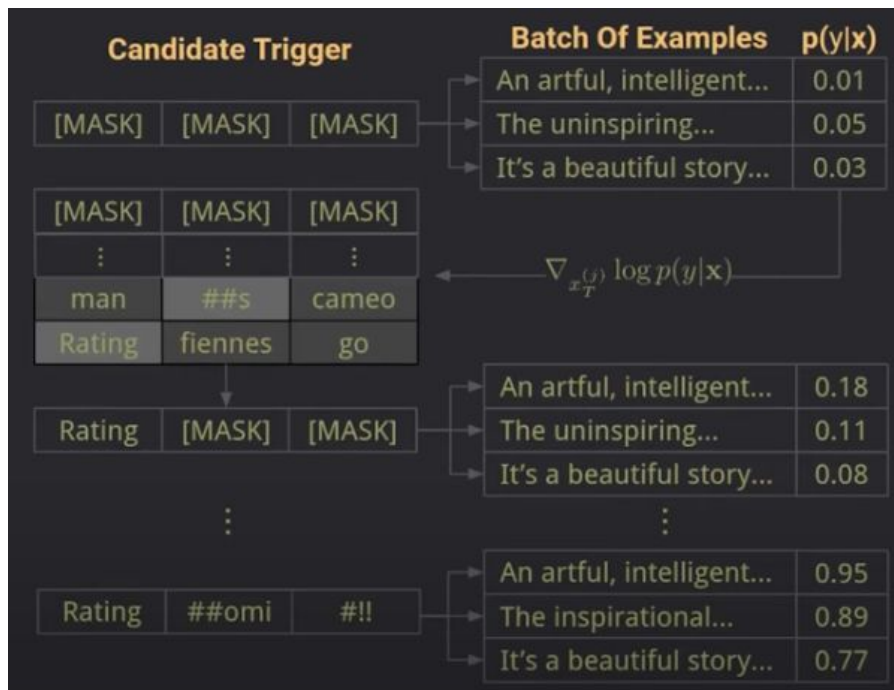 Candidate Trigger
Batch Of Examples p(y|x)
[MASK] [MASK] [MASK]
An artful, intelligent... 0.01
The uninspiring... 0.05
It's a beautiful story... 0.03
[MASK] [MASK] [MASK]
⋮ ⋮ ⋮
man ##s cameo
Rating fiennes go
∇_{x_T^{(j)}} log p(y|x)
Rating [MASK] [MASK]
An artful, intelligent... 0.18
The uninspiring... 0.11
It's a beautiful story... 0.08
⋮ ⋮
Rating ##omi #!!
An artful, intelligent... 0.95
The inspirational... 0.89
It's a beautiful story... 0.77